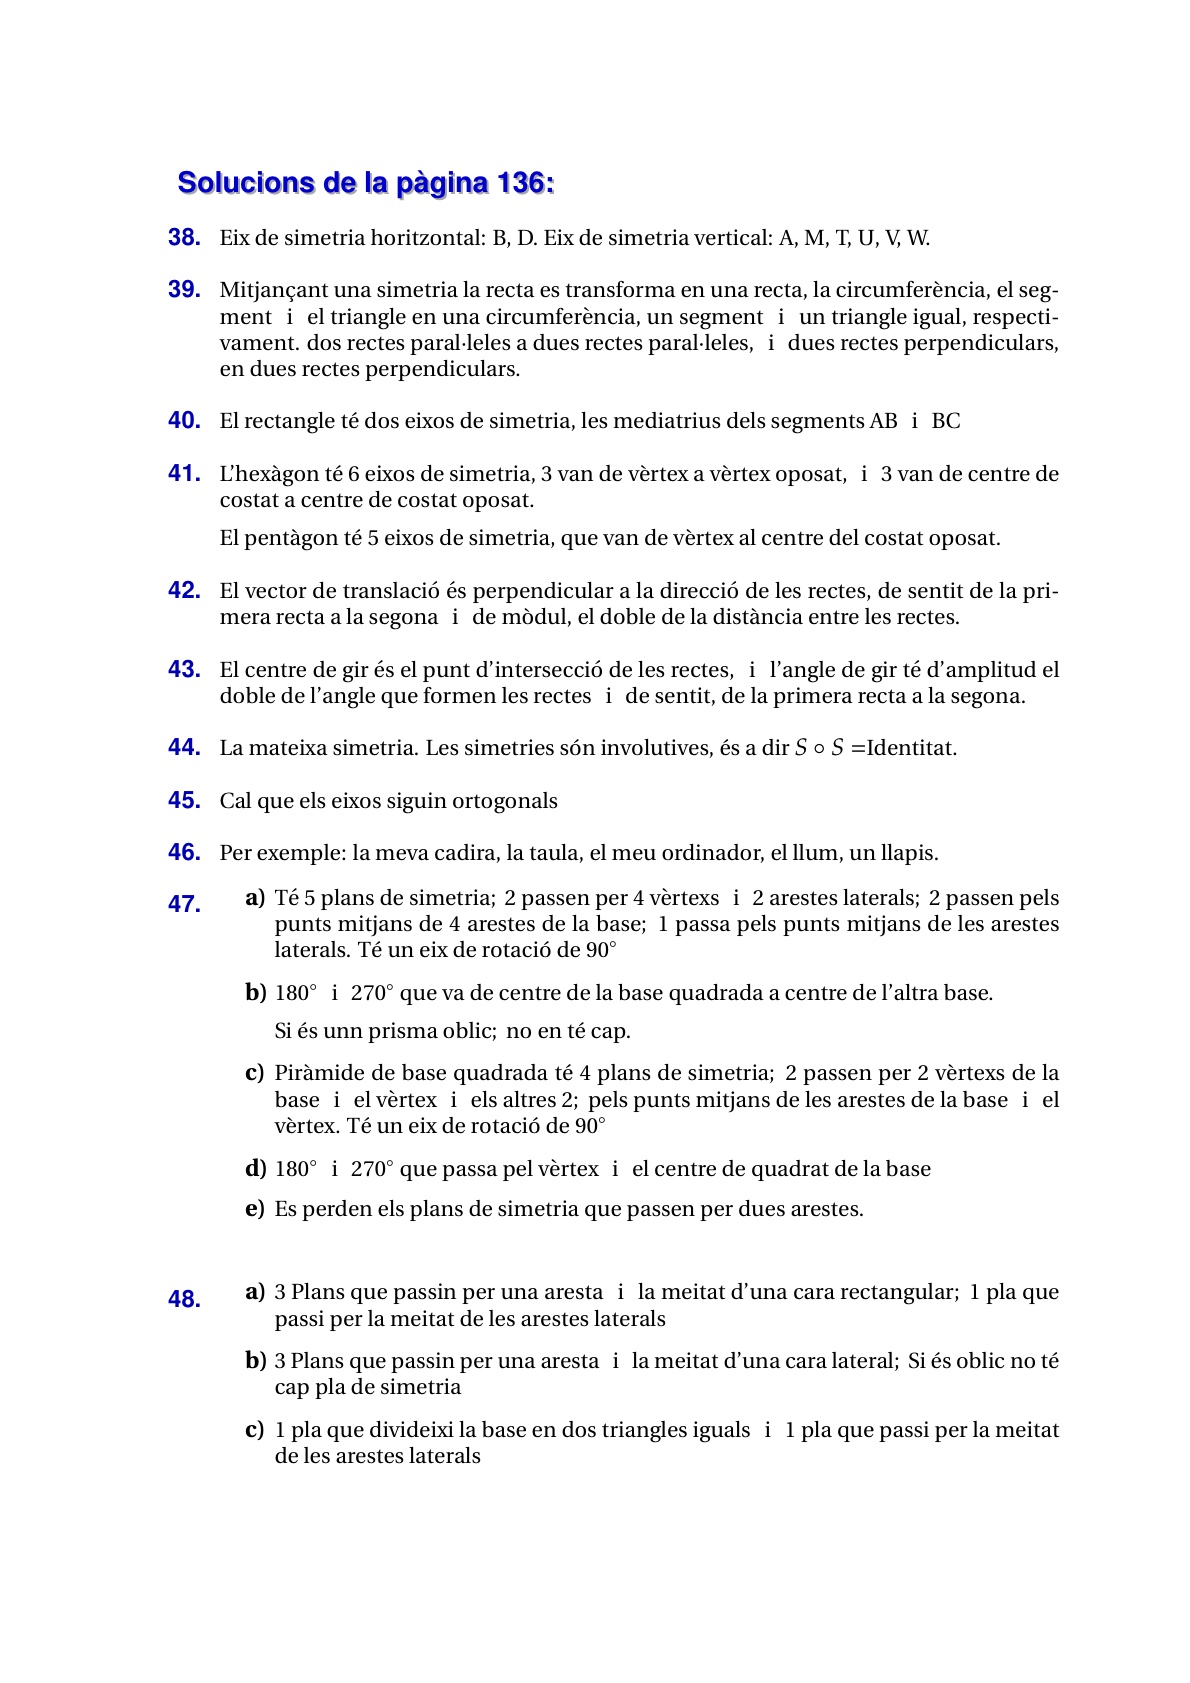 Solucions de la pàgina 136:
38. Eix de simetria horitzontal: B, D. Eix de simetria vertical: A, M, T, U, V, W.
39. Mitjançant una simetria la recta es transforma en una recta, la circumferència, el seg-
ment i el triangle en una circumferència, un segment i un triangle igual, respecti-
vament. dos rectes paral·leles a dues rectes paral·leles, i dues rectes perpendiculars,
en dues rectes perpendiculars.
40. El rectangle té dos eixos de simetria, les mediatrius dels segments AB i BC
41. L'hexàgon té 6 eixos de simetria, 3 van de vèrtex a vèrtex oposat, i 3 van de centre de
costat a centre de costat oposat.
El pentàgon té 5 eixos de simetria, que van de vèrtex al centre del costat oposat.
42. El vector de translació és perpendicular a la direcció de les rectes, de sentit de la pri-
mera recta a la segona i de mòdul, el doble de la distància entre les rectes.
43. El centre de gir és el punt d'intersecció de les rectes, i l'angle de gir té d'amplitud el
doble de l'angle que formen les rectes i de sentit, de la primera recta a la segona.
44. La mateixa simetria. Les simetries són involutives, és a dir S ∘ S =Identitat.
45. Cal que els eixos siguin ortogonals
46. Per exemple: la meva cadira, la taula, el meu ordinador, el llum, un llapis.
47. a) Té 5 plans de simetria; 2 passen per 4 vèrtexs i 2 arestes laterals; 2 passen pels
punts mitjans de 4 arestes de la base; 1 passa pels punts mitjans de les arestes
laterals. Té un eix de rotació de 90°
b) 180° i 270° que va de centre de la base quadrada a centre de l'altra base.
Si és unn prisma oblic; no en té cap.
c) Piràmide de base quadrada té 4 plans de simetria; 2 passen per 2 vèrtexs de la
base i el vèrtex i els altres 2; pels punts mitjans de les arestes de la base i el
vèrtex. Té un eix de rotació de 90°
d) 180° i 270° que passa pel vèrtex i el centre de quadrat de la base
e) Es perden els plans de simetria que passen per dues arestes.
48. a) 3 Plans que passin per una aresta i la meitat d'una cara rectangular; 1 pla que
passi per la meitat de les arestes laterals
b) 3 Plans que passin per una aresta i la meitat d'una cara lateral; Si és oblic no té
cap pla de simetria
c) 1 pla que divideixi la base en dos triangles iguals i 1 pla que passi per la meitat
de les arestes laterals